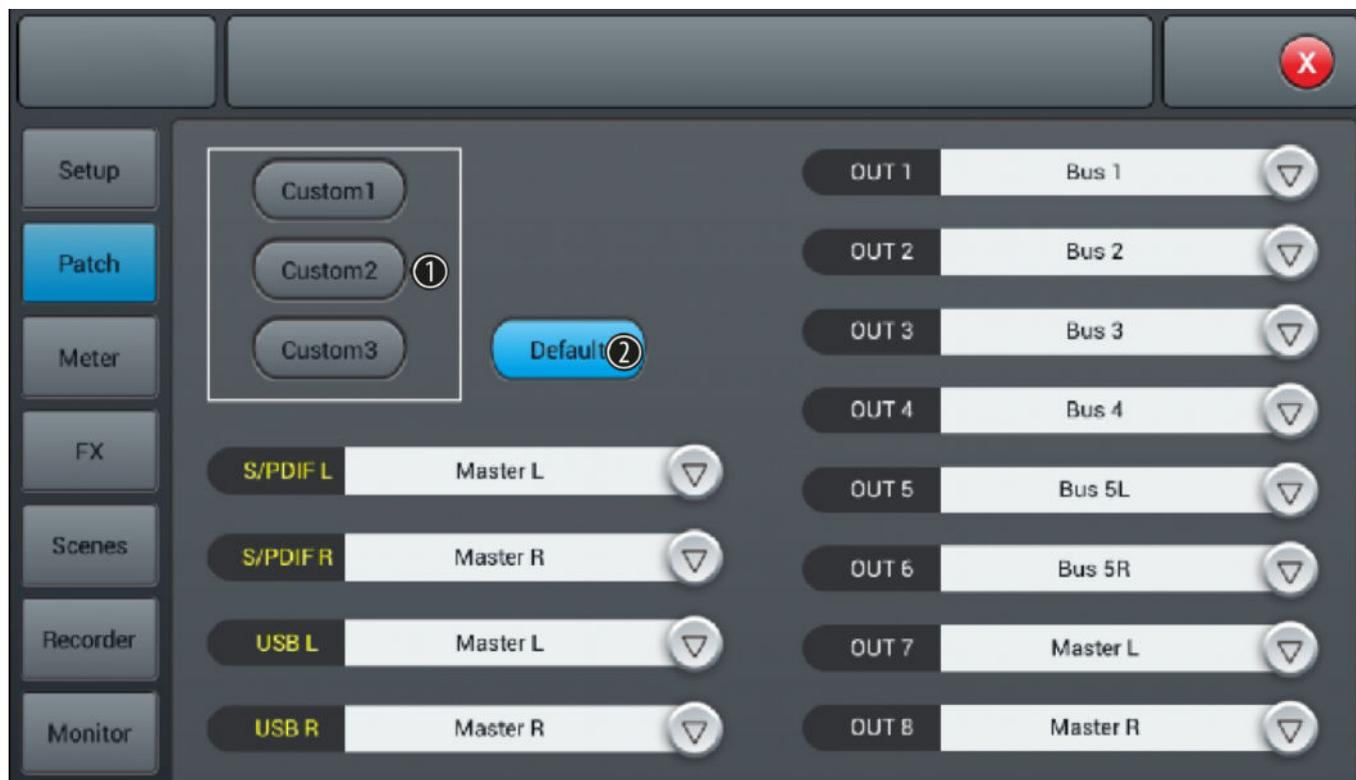 X
Setup
Patch
Meter
FX
Scenes
Recorder
Monitor
Custom1
Custom2 ①
Custom3
Default ②
S/PDIF L Master L
S/PDIF R Master R
USB L Master L
USB R Master R
OUT 1 Bus 1
OUT 2 Bus 2
OUT 3 Bus 3
OUT 4 Bus 4
OUT 5 Bus 5L
OUT 6 Bus 5R
OUT 7 Master L
OUT 8 Master R